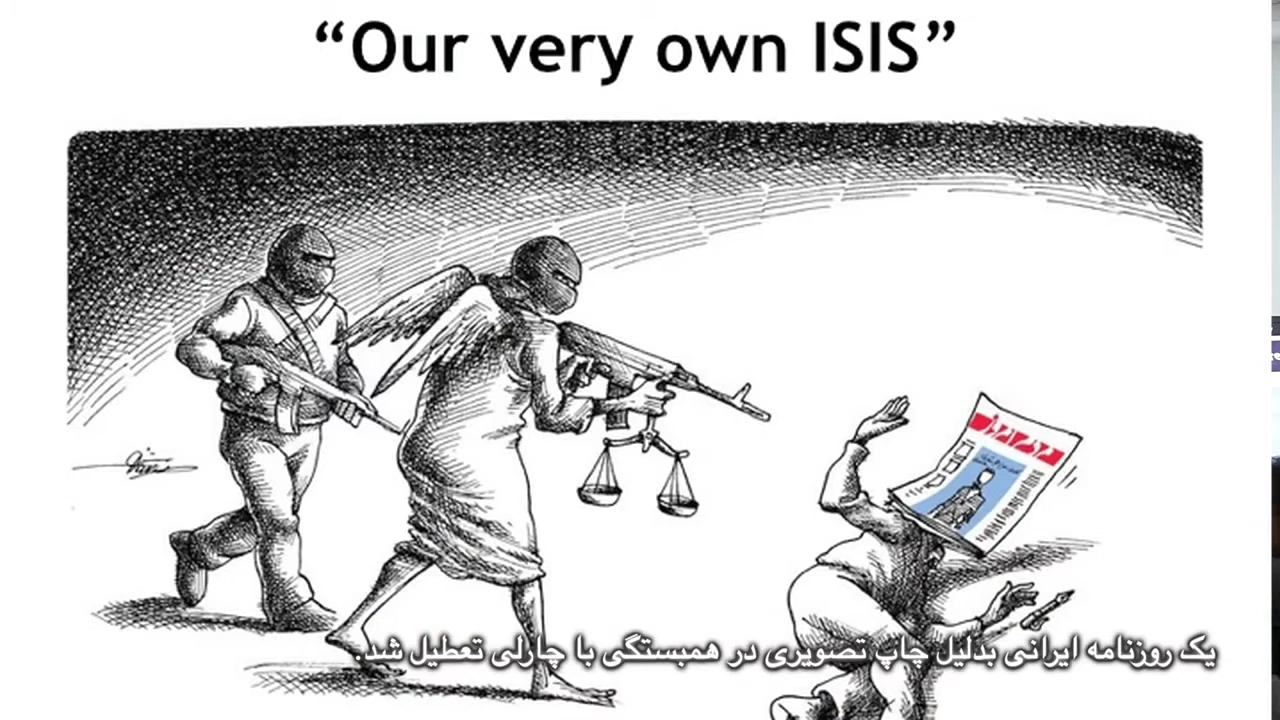 “Our very own ISIS”
یک روزنامه ایرانی بدلیل چاپ تصویری در همبستگی با چارلی تعطیل شد.